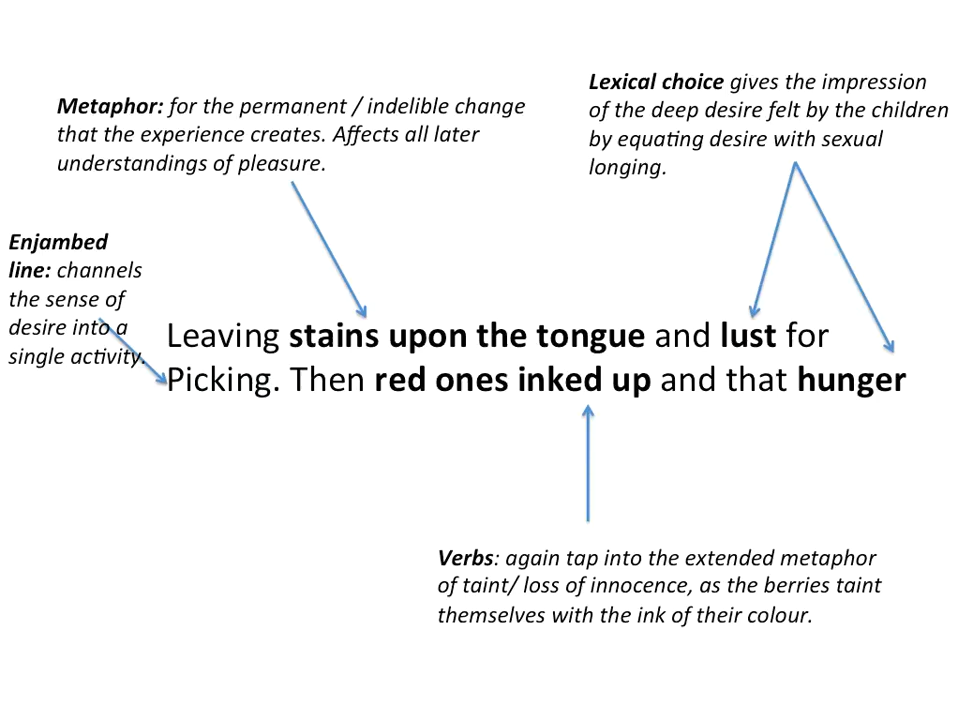 Metaphor: for the permanent / indelible change
that the experience creates. Affects all later
understandings of pleasure.
Lexical choice gives the impression
of the deep desire felt by the children
by equating desire with sexual
longing.
Enjambed
line: channels
the sense of
desire into a
single activity.
Leaving stains upon the tongue and lust for
Picking. Then red ones inked up and that hunger
Verbs: again tap into the extended metaphor
of taint/ loss of innocence, as the berries taint
themselves with the ink of their colour.